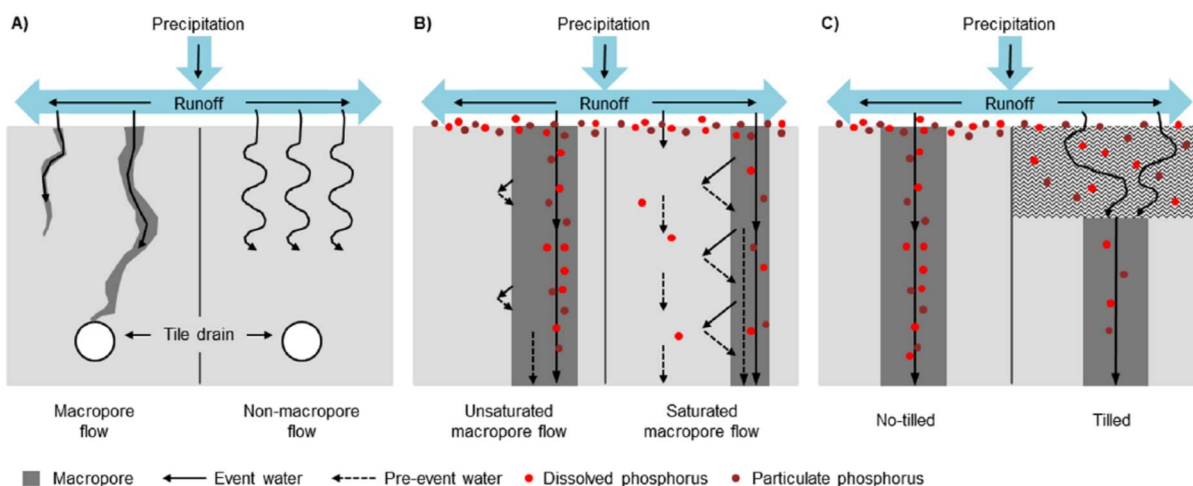 A)
Precipitation
Runoff
Tile drain
Macropore
flow
Non-macropore
flow
B)
Precipitation
Runoff
Unsaturated
macropore flow
Saturated
macropore flow
C)
Precipitation
Runoff
No-tilled
Tilled
Macropore
Event water
Pre-event water
Dissolved phosphorus
Particulate phosphorus